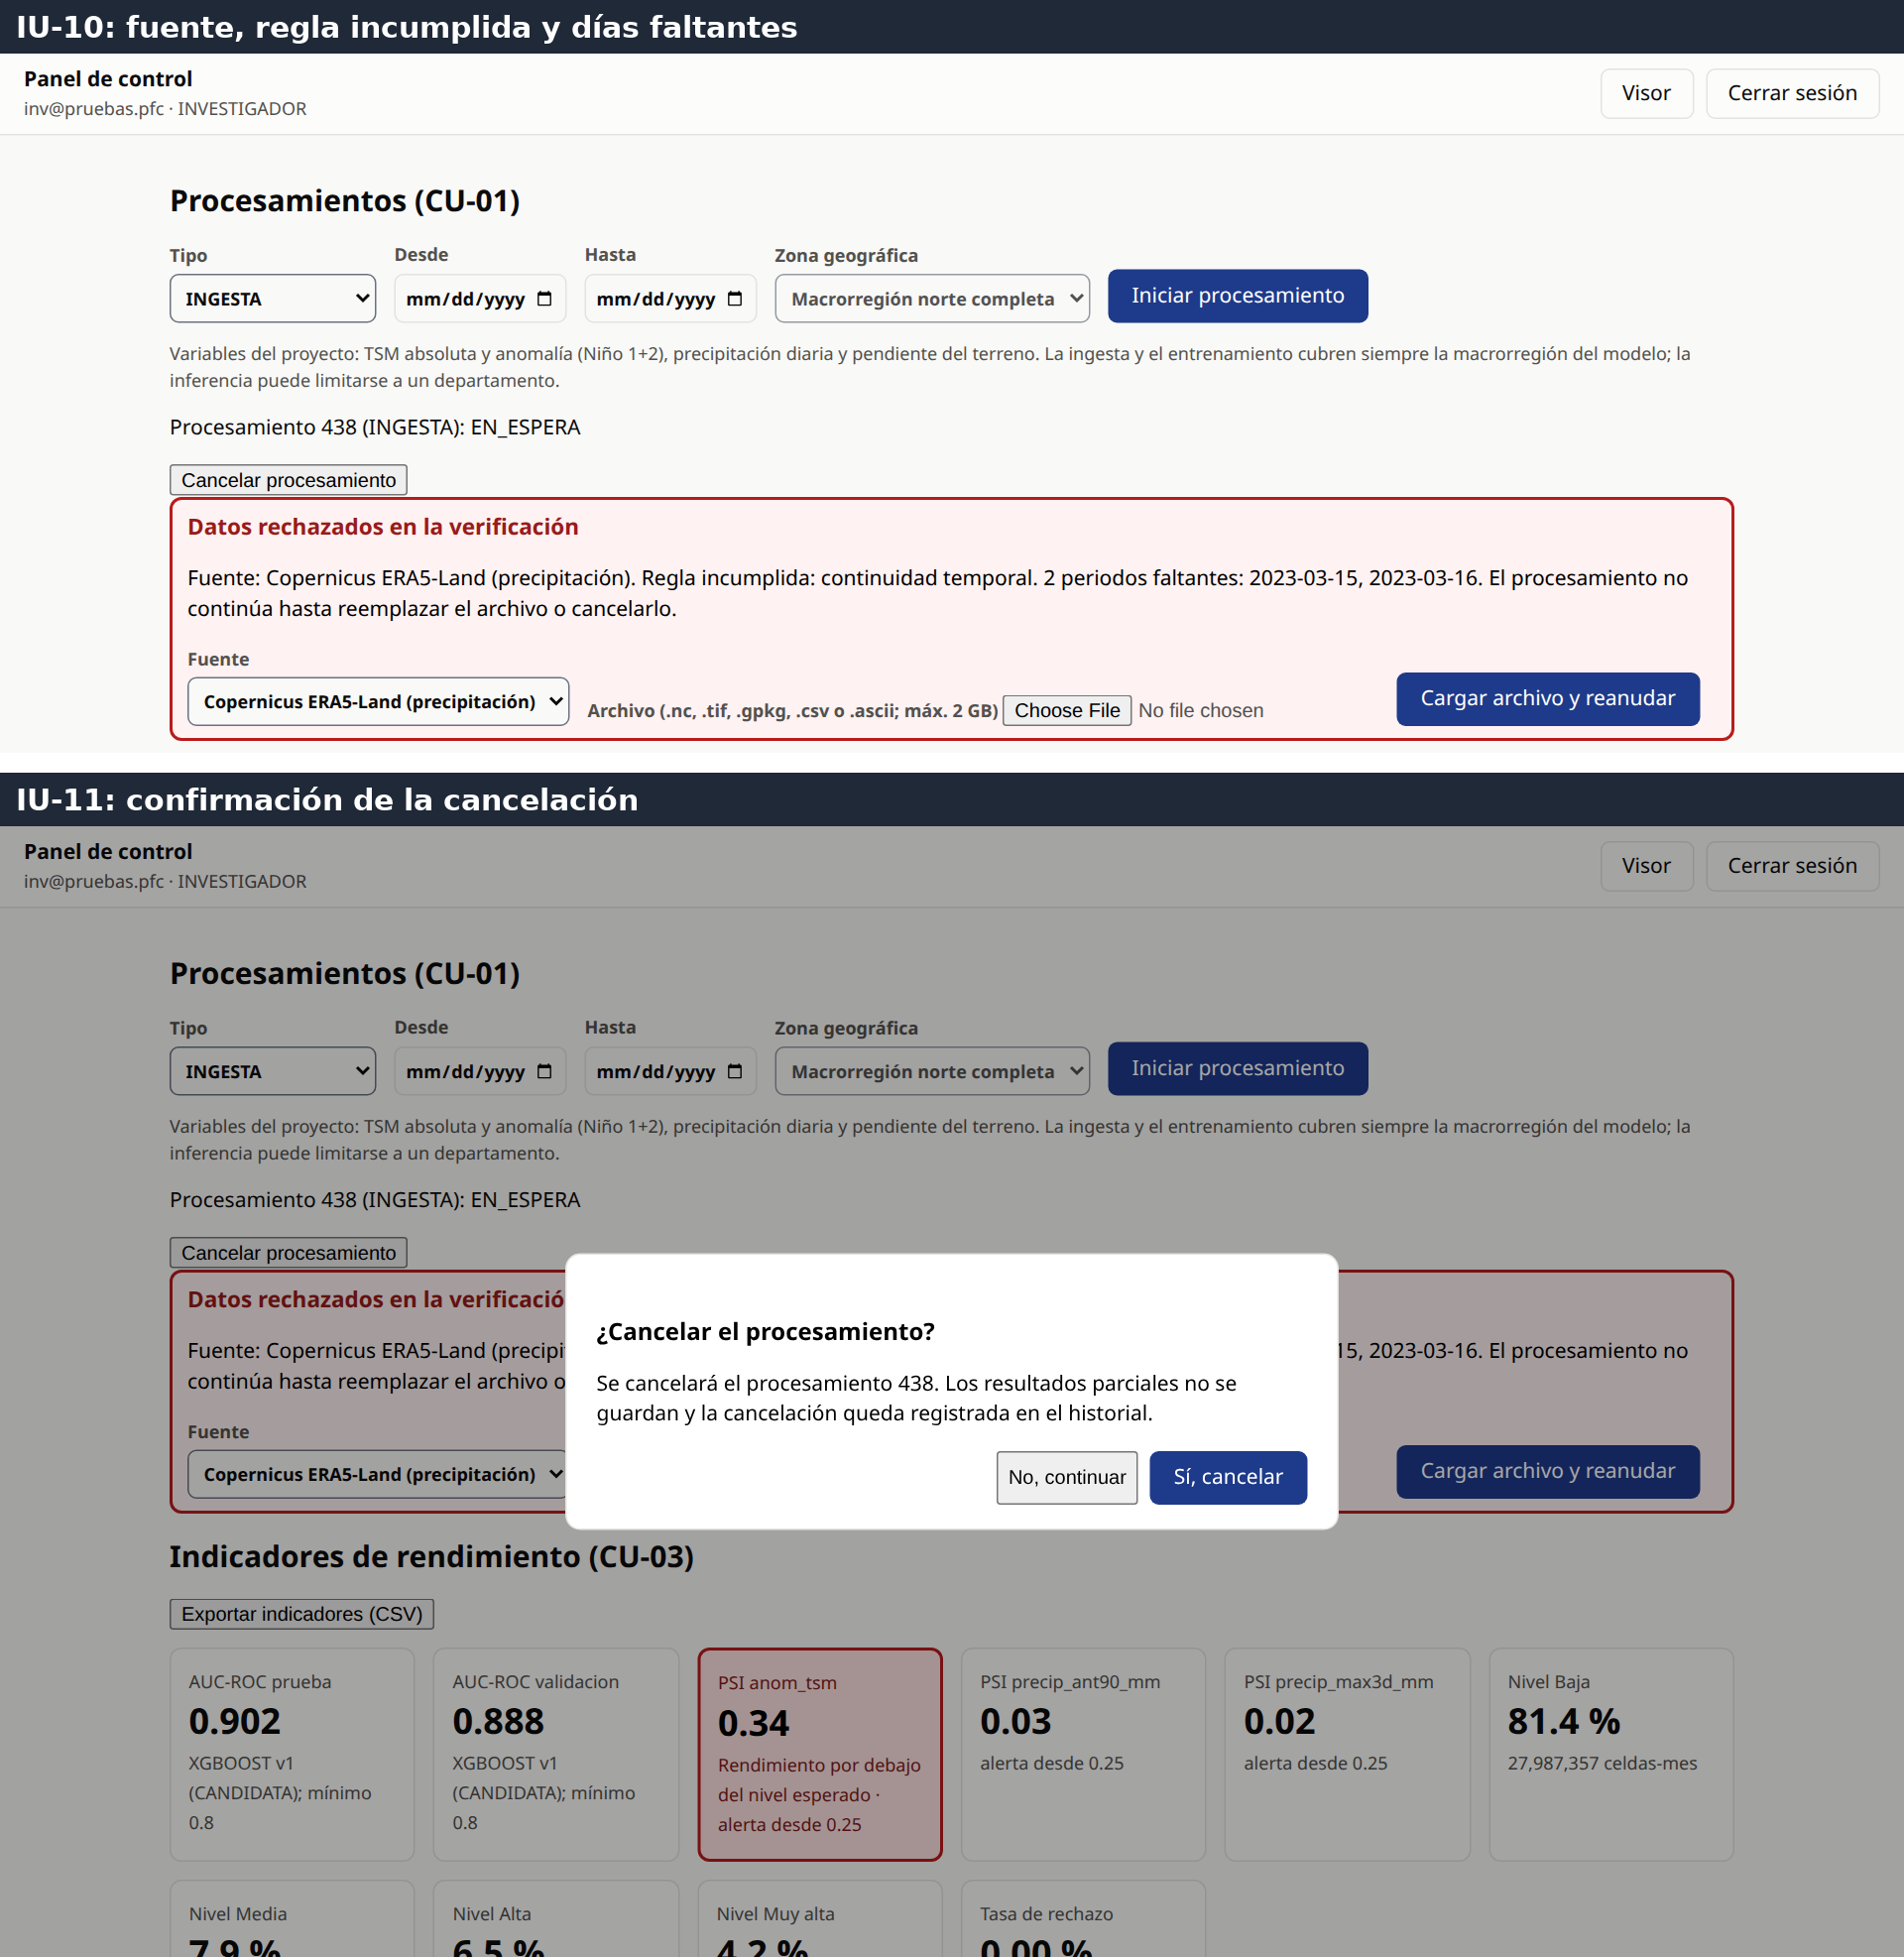 IU-10: fuente, regla incumplida y días faltantes
Panel de control
inv@pruebas.pfc · INVESTIGADOR
Visor
Cerrar sesión
Procesamientos (CU-01)
Tipo
Desde
Hasta
Zona geográfica
INGESTA
mm/dd/yyyy
mm/dd/yyyy
Macrorregión norte completa
Iniciar procesamiento
Variables del proyecto: TSM absoluta y anomalía (Niño 1+2), precipitación diaria y pendiente del terreno. La ingesta y el entrenamiento cubren siempre la macrorregión del modelo; la
inferencia puede limitarse a un departamento.
Procesamiento 438 (INGESTA): EN_ESPERA
Cancelar procesamiento
Datos rechazados en la verificación
Fuente: Copernicus ERA5-Land (precipitación). Regla incumplida: continuidad temporal. 2 periodos faltantes: 2023-03-15, 2023-03-16. El procesamiento no
continúa hasta reemplazar el archivo o cancelarlo.
Fuente
Copernicus ERA5-Land (precipitación)
Archivo (.nc, .tif, .gpkg, .csv o .ascii; máx. 2 GB)
Choose File
No file chosen
Cargar archivo y reanudar
IU-11: confirmación de la cancelación
Panel de control
inv@pruebas.pfc · INVESTIGADOR
Visor
Cerrar sesión
Procesamientos (CU-01)
Tipo
Desde
Hasta
Zona geográfica
INGESTA
mm/dd/yyyy
mm/dd/yyyy
Macrorregión norte completa
Iniciar procesamiento
Variables del proyecto: TSM absoluta y anomalía (Niño 1+2), precipitación diaria y pendiente del terreno. La ingesta y el entrenamiento cubren siempre la macrorregión del modelo; la
inferencia puede limitarse a un departamento.
Procesamiento 438 (INGESTA): EN_ESPERA
Cancelar procesamiento
Datos rechazados en la verificació
Fuente: Copernicus ERA5-Land (precipi
15, 2023-03-16. El procesamiento no
continúa hasta reemplazar el archivo o
Fuente
Copernicus ERA5-Land (precipitación)
Cargar archivo y reanudar
¿Cancelar el procesamiento?
Se cancelará el procesamiento 438. Los resultados parciales no se
guardan y la cancelación queda registrada en el historial.
No, continuar
Sí, cancelar
Indicadores de rendimiento (CU-03)
Exportar indicadores (CSV)
AUC-ROC prueba
0.902
XGBOOST v1
(CANDIDATA); mínimo
0.8
AUC-ROC validacion
0.888
XGBOOST v1
(CANDIDATA); mínimo
0.8
PSI anom_tsm
0.34
Rendimiento por debajo
del nivel esperado ·
alerta desde 0.25
PSI precip_ant90_mm
0.03
alerta desde 0.25
PSI precip_max3d_mm
0.02
alerta desde 0.25
Nivel Baja
81.4 %
27,987,357 celdas-mes
Nivel Media
7.9 %
Nivel Alta
6.5 %
Nivel Muy alta
4.2 %
Tasa de rechazo
0.00 %